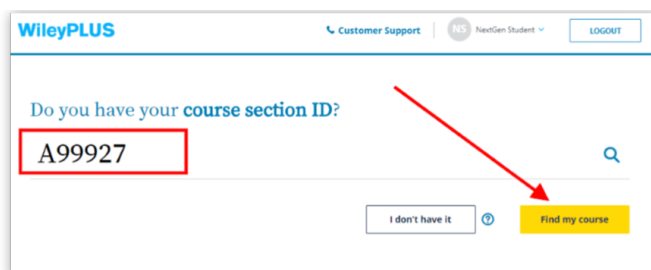 WileyPLUS Customer Support NS NextGen Student LOGOUT
Do you have your course section ID?
A99927
I don't have it ? Find my course